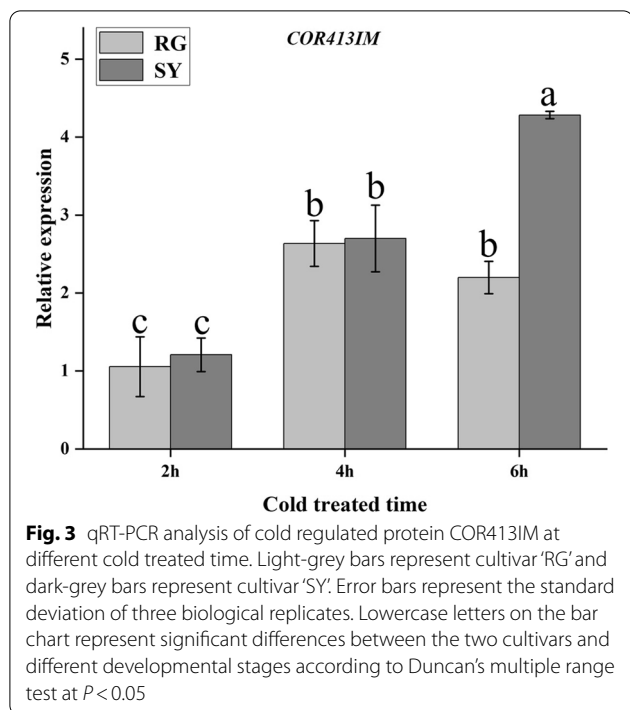 COR413IM
RG
SY
Relative expression
5
4
3
2
1
0
c
c
b
b
b
a
2h
4h
6h
Cold treated time
Fig. 3 qRT-PCR analysis of cold regulated protein COR413IM at
different cold treated time. Light-grey bars represent cultivar ‘RG’ and
dark-grey bars represent cultivar ‘SY’. Error bars represent the standard
deviation of three biological replicates. Lowercase letters on the bar
chart represent significant differences between the two cultivars and
different developmental stages according to Duncan’s multiple range
test at P < 0.05